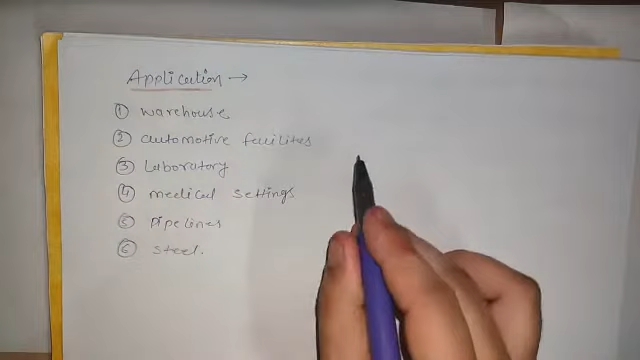 Application →
① warehouse
② automotive facilites
③ Laboratory
④ medical settings
⑤ Pipelines
⑥ Steel.